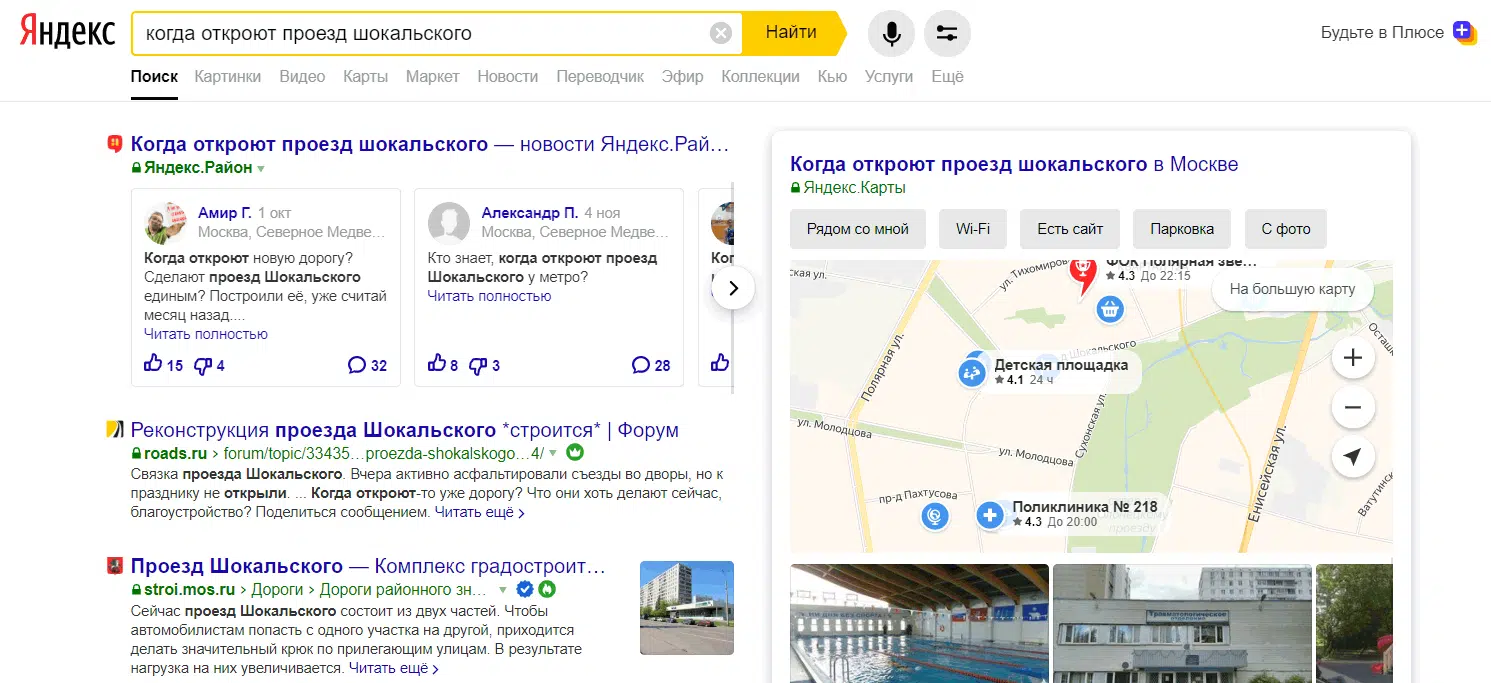 Яндекс
когда откроют проезд шокальского
Найти
Будьте в Плюсе
Поиск Картинки Видео Карты Маркет Новости Переводчик Эфир Коллекции Кью Услуги Ещё
Когда откроют проезд шокальского — новости Яндекс.Рай…
Яндекс.Район
Амир Г. 1 окт
Москва, Северное Медве…
Когда откроют новую дорогу?
Сделают проезд Шокальского
единым? Построили её, уже считай
месяц назад....
Читать полностью
15 4 32
Александр П. 4 ноя
Москва, Северное Медве…
Кто знает, когда откроют проезд
Шокальского у метро?
Читать полностью
8 3 28
Реконструкция проезда Шокальского *строится* | Форум
roads.ru › forum/topic/33435…proezda-shokalskogo…4/
Связка проезда Шокальского. Вчера активно асфальтировали съезды во дворы, но к
празднику не открыли. ... Когда откроют-то уже дорогу? Что они хоть делают сейчас,
благоустройство? Поделиться сообщением. Читать ещё ›
Проезд Шокальского — Комплекс градостроит…
stroi.mos.ru › Дороги › Дороги районного зн…
Сейчас проезд Шокальского состоит из двух частей. Чтобы
автомобилистам попасть с одного участка на другой, приходится
делать значительный крюк по прилегающим улицам. В результате
нагрузка на них увеличивается. Читать ещё ›
Когда откроют проезд шокальского в Москве
Яндекс.Карты
Рядом со мной Wi-Fi Есть сайт Парковка С фото
ская ул.
ФОК Полярная зве…
4.3 До 22:15
На большую карту
Полярная ул.
д Шокальского
Детская площадка
4.1 24 ч
Сухонская ул.
ул. Молодцова
ул. Молодцова
Енисейская ул.
пр-д Пахтусова
Поликлиника № 218
4.3 До 20:00
проезду
Травматологическое
отделение